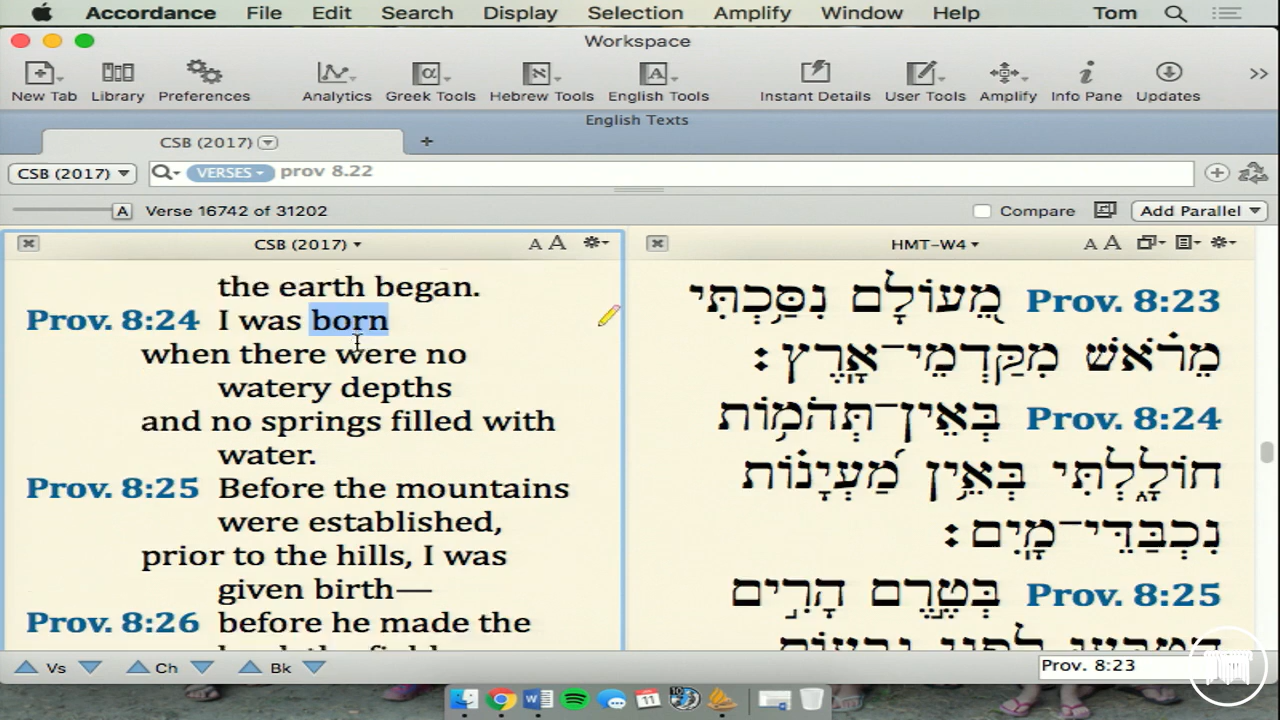 Accordance File Edit Search Display Selection Amplify Window Help Tom
Workspace
New Tab Library Preferences Analytics Greek Tools Hebrew Tools English Tools Instant Details User Tools Amplify Info Pane Updates
English Texts
CSB (2017)
CSB (2017) VERSES prov 8.22
A Verse 16742 of 31202 Compare Add Parallel
CSB (2017) A A
the earth began.
Prov. 8:24 I was born
when there were no
watery depths
and no springs filled with
water.
Prov. 8:25 Before the mountains
were established,
prior to the hills, I was
given birth—
Prov. 8:26 before he made the
HMT-W4 A A
Prov. 8:23 מֵ֭עוֹלָם נִסַּ֥כְתִּי
מֵרֹ֗אשׁ מִקַּדְמֵי־אָֽרֶץ׃
Prov. 8:24 בְּאֵין־תְּהֹמ֥וֹת
חוֹלָ֑לְתִּי בְּאֵ֥ין מַ֝עְיָנ֗וֹת
נִכְבַּדֵּי־מָֽיִם׃
Prov. 8:25 בְּטֶ֣רֶם הָרִ֣ים
Vs Ch Bk Prov. 8:23
11